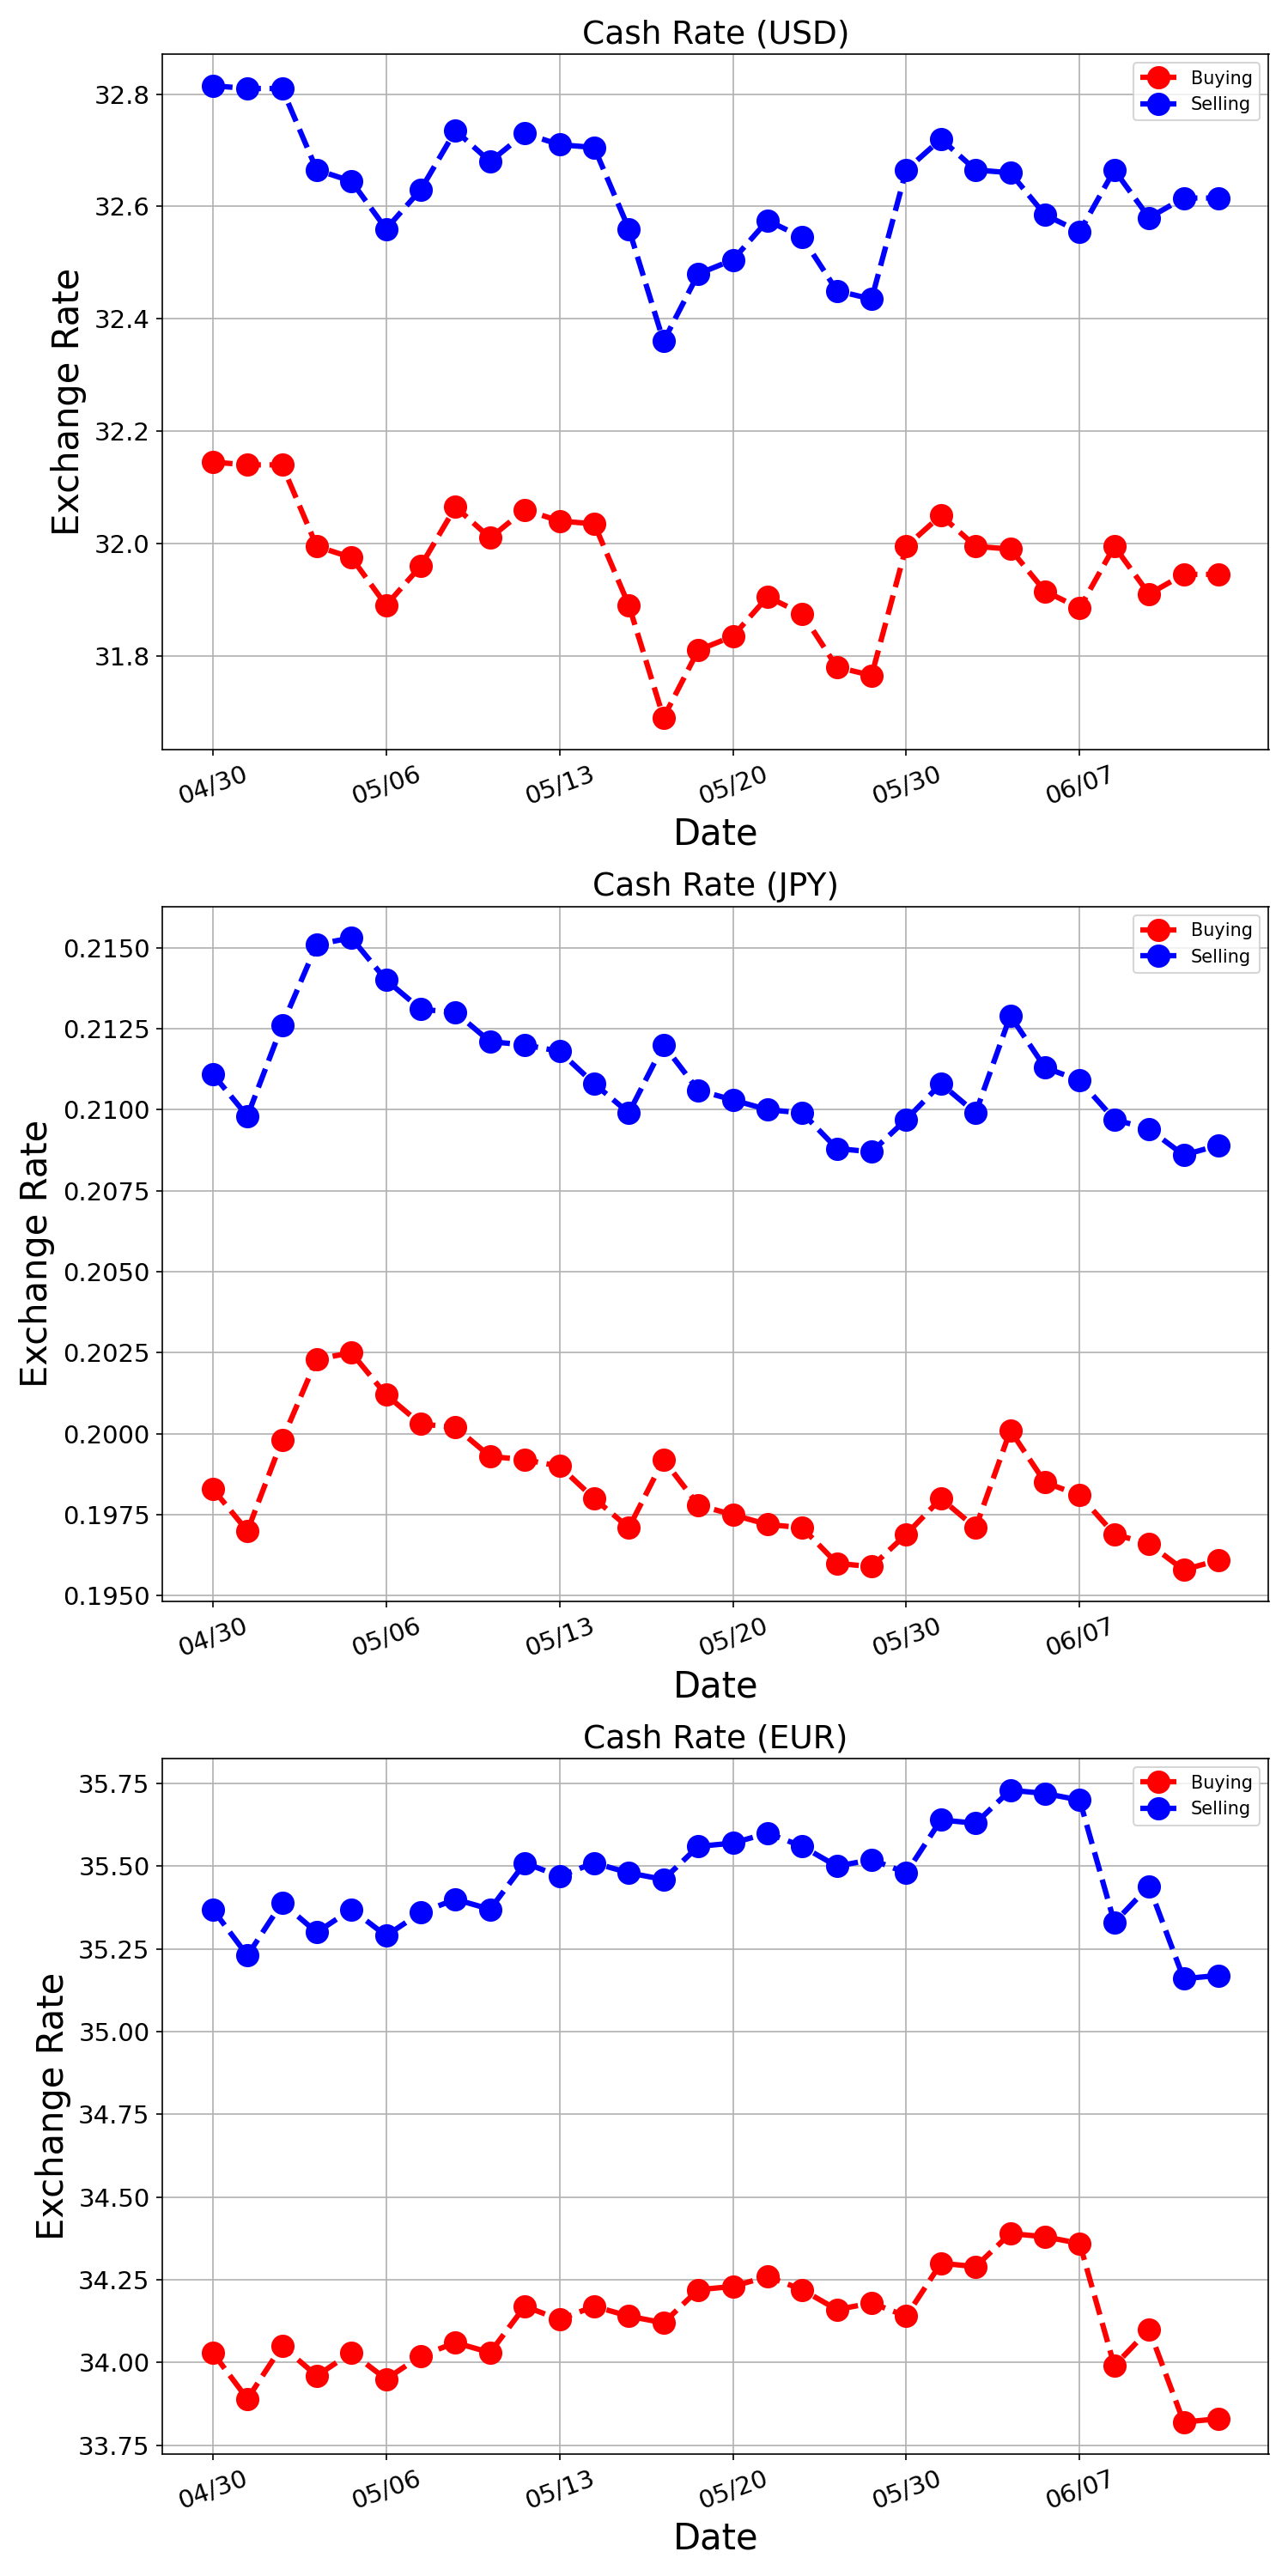 Cash Rate (USD)
Buying
Selling
32.8
32.6
32.4
32.2
32.0
31.8
Exchange Rate
04/30 05/06 05/13 05/20 05/30 06/07
Date
Cash Rate (JPY)
Buying
Selling
0.2150
0.2125
0.2100
0.2075
0.2050
0.2025
0.2000
0.1975
0.1950
Exchange Rate
04/30 05/06 05/13 05/20 05/30 06/07
Date
Cash Rate (EUR)
Buying
Selling
35.75
35.50
35.25
35.00
34.75
34.50
34.25
34.00
33.75
Exchange Rate
04/30 05/06 05/13 05/20 05/30 06/07
Date